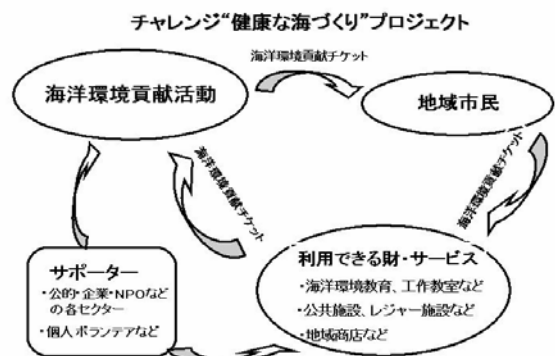 チャレンジ“健康な海づくり”プロジェクト
海洋環境貢献チケット
海洋環境貢献活動
地域市民
海洋環境貢献チケット
海洋環境貢献チケット
サポーター
・公的・企業・NPOなど
の各セクター
・個人ボランテアなど
利用できる財・サービス
・海洋環境教育、工作教室など
・公共施設、レジャー施設など
・地域商店など